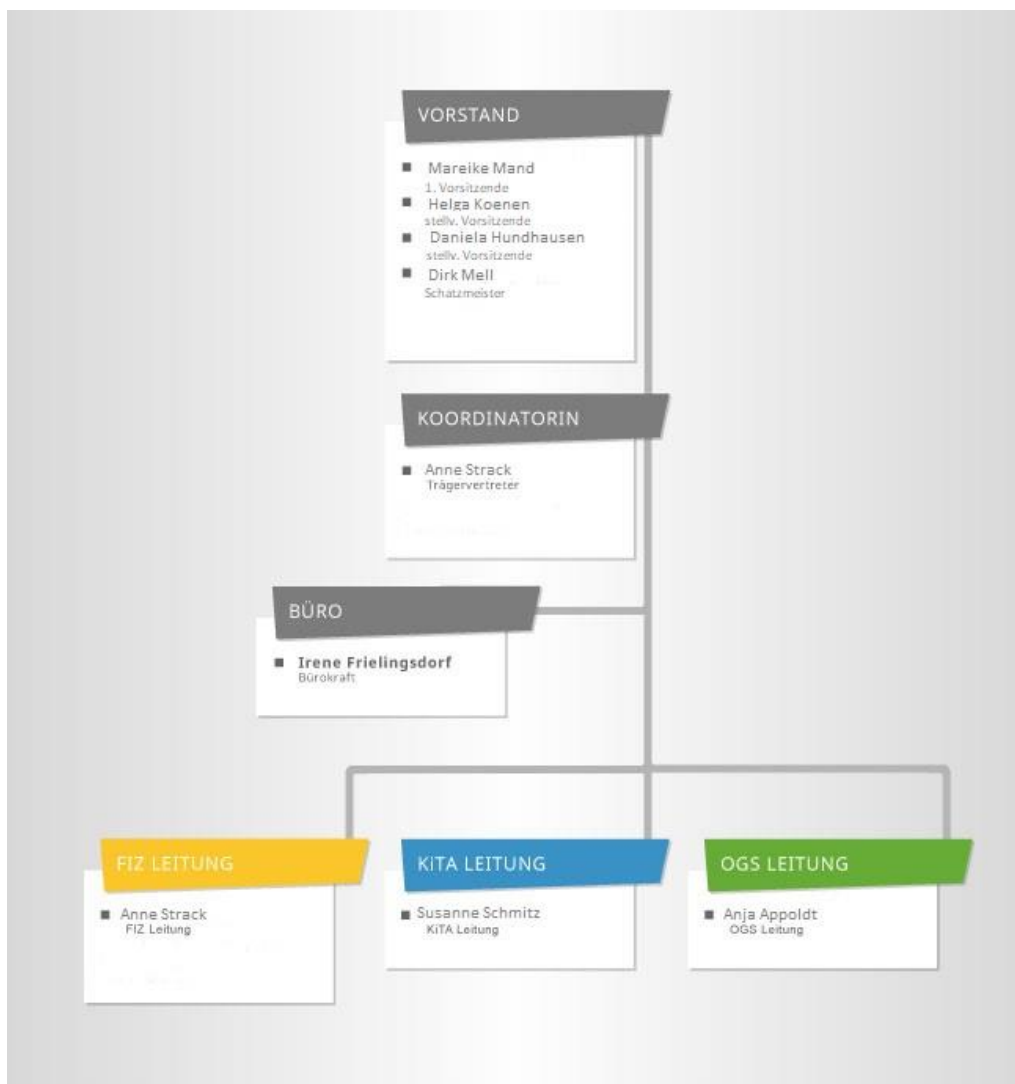 VORSTAND
Mareike Mand
1. Vorsitzende
Helga Koenen
stellv. Vorsitzende
Daniela Hundhausen
stellv. Vorsitzende
Dirk Mell
Schatzmeister
KOORDINATORIN
Anne Strack
Trägervertreter
BÜRO
Irene Frielingsdorf
Bürokraft
FIZ LEITUNG
Anne Strack
FIZ Leitung
KITA LEITUNG
Susanne Schmitz
KiTA Leitung
OGS LEITUNG
Anja Appoldt
OGS Leitung